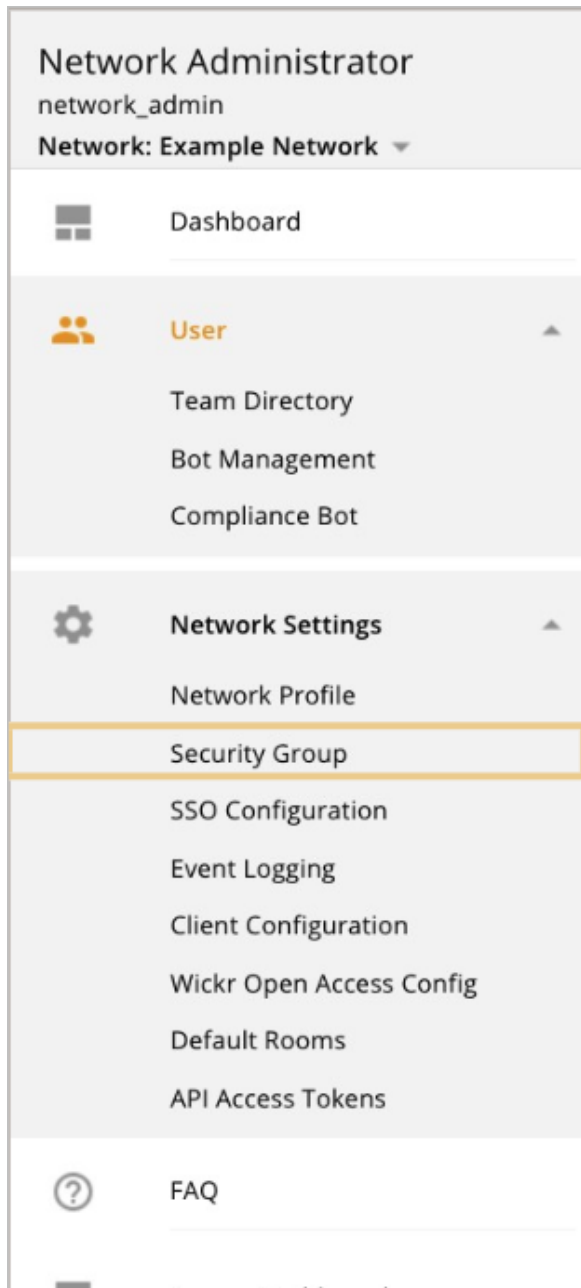 Network Administrator
network_admin
Network: Example Network
Dashboard
User
Team Directory
Bot Management
Compliance Bot
Network Settings
Network Profile
Security Group
SSO Configuration
Event Logging
Client Configuration
Wickr Open Access Config
Default Rooms
API Access Tokens
FAQ